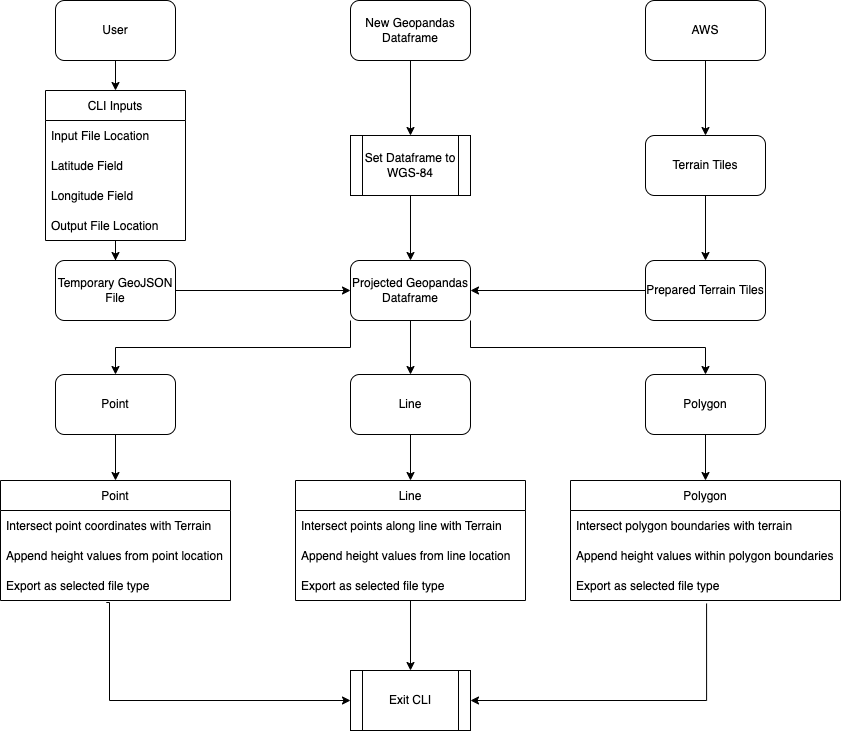 User
New Geopandas
Dataframe
AWS
CLI Inputs
Input File Location
Latitude Field
Longitude Field
Output File Location
Set Dataframe to
WGS-84
Terrain Tiles
Temporary GeoJSON
File
Projected Geopandas
Dataframe
Prepared Terrain Tiles
Point
Line
Polygon
Point
Intersect point coordinates with Terrain
Append height values from point location
Export as selected file type
Line
Intersect points along line with Terrain
Append height values from line location
Export as selected file type
Polygon
Intersect polygon boundaries with terrain
Append height values within polygon boundaries
Export as selected file type
Exit CLI